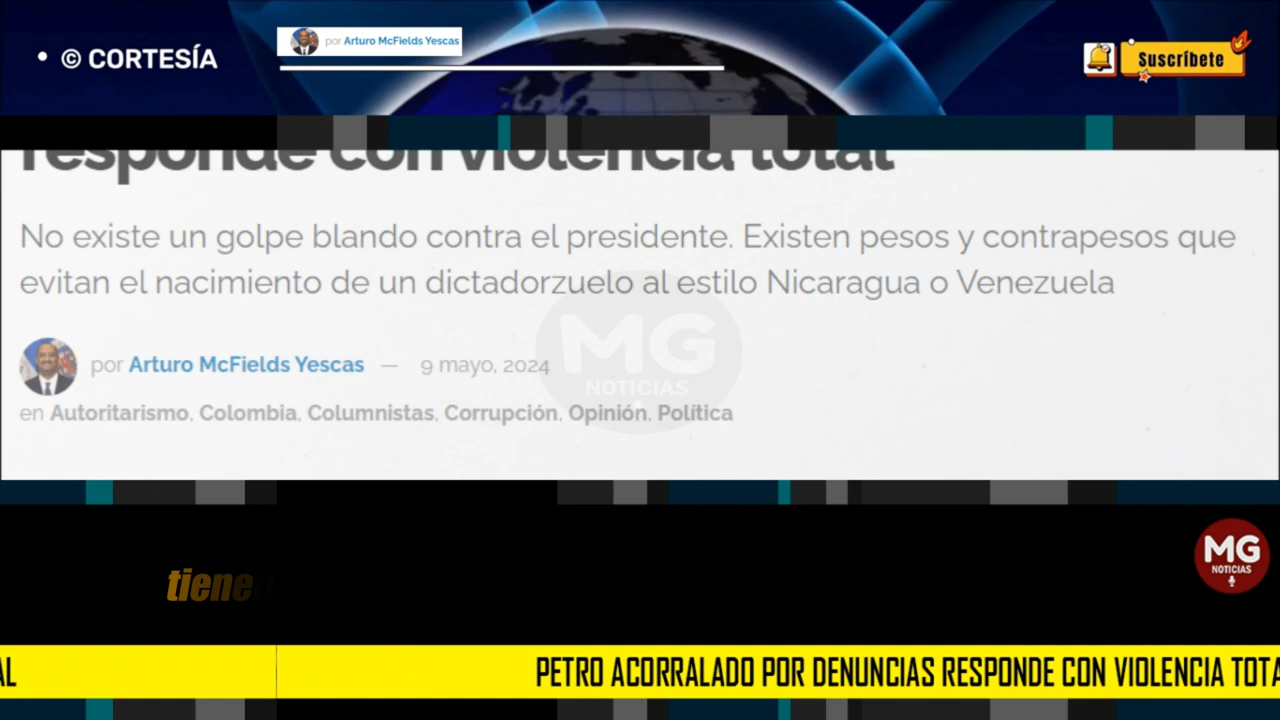 • © CORTESÍA
por Arturo McFields Yescas
Suscríbete
responde con violencia total
No existe un golpe blando contra el presidente. Existen pesos y contrapesos que
evitan el nacimiento de un dictadorzuelo al estilo Nicaragua o Venezuela
por Arturo McFields Yescas — 9 mayo, 2024
en Autoritarismo, Colombia, Columnistas, Corrupción, Opinión, Política
MG
NOTICIAS
MG
NOTICIAS
tienen
AL
PETRO ACORRALADO POR DENUNCIAS RESPONDE CON VIOLENCIA TOTA